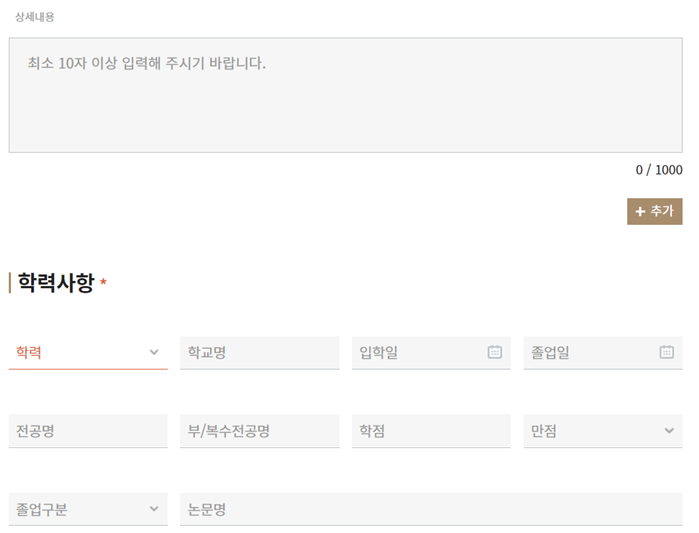 상세내용
최소 10자 이상 입력해 주시기 바랍니다.
0 / 1000
+ 추가
학력사항 *
학력 학교명 입학일 졸업일
전공명 부/복수전공명 학점 만점
졸업구분 논문명